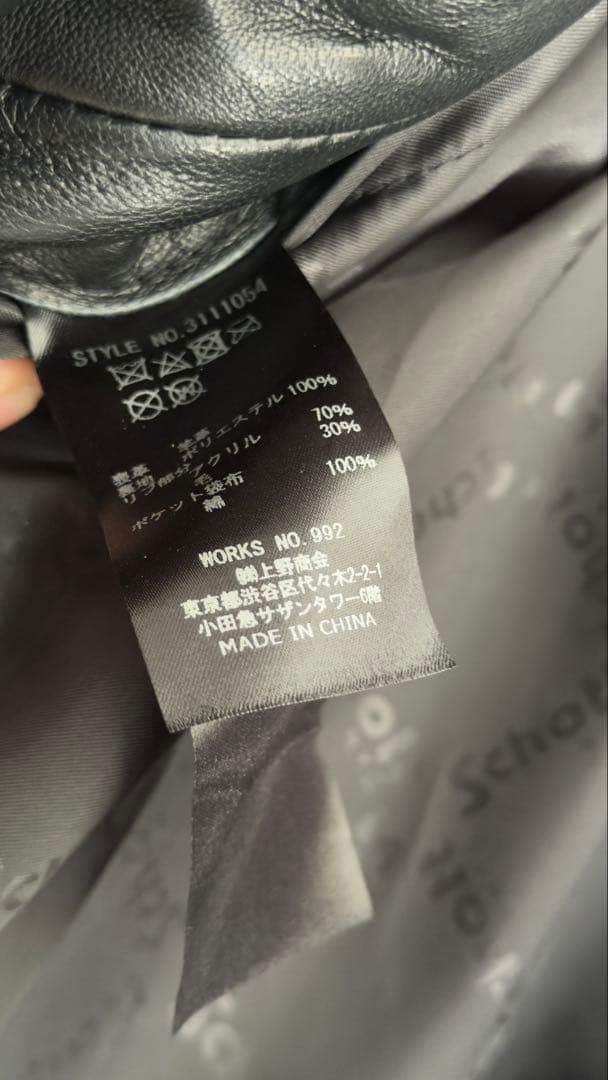 STYLE NO.3111054
表革 羊革
裏地 ポリエステル 100%
リブ部分 アクリル 70%
毛 30%
ポケット袋布
綿 100%
WORKS NO.992
㈱上野商会
東京都渋谷区代々木2-2-1
小田急サザンタワー6階
MADE IN CHINA
Schott